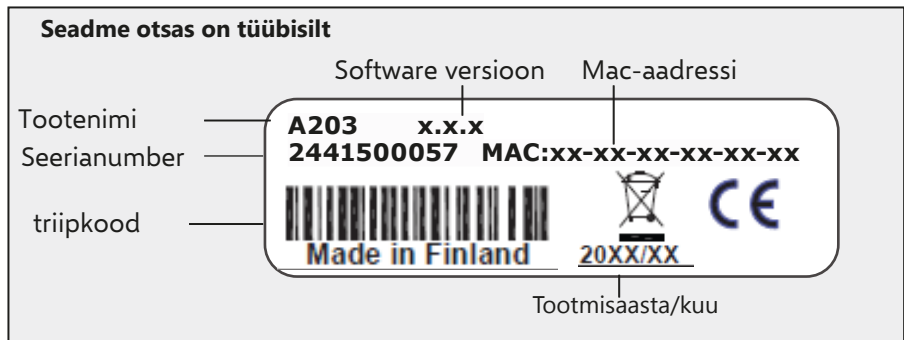 Seadme otsas on tüübisilt
Software versioon Mac-aadressi
Tootenimi
A203 x.x.x
Seerianumber
2441500057 MAC:xx-xx-xx-xx-xx-xx
triipkood
CE
Made in Finland
20XX/XX
Tootmisaasta/kuu